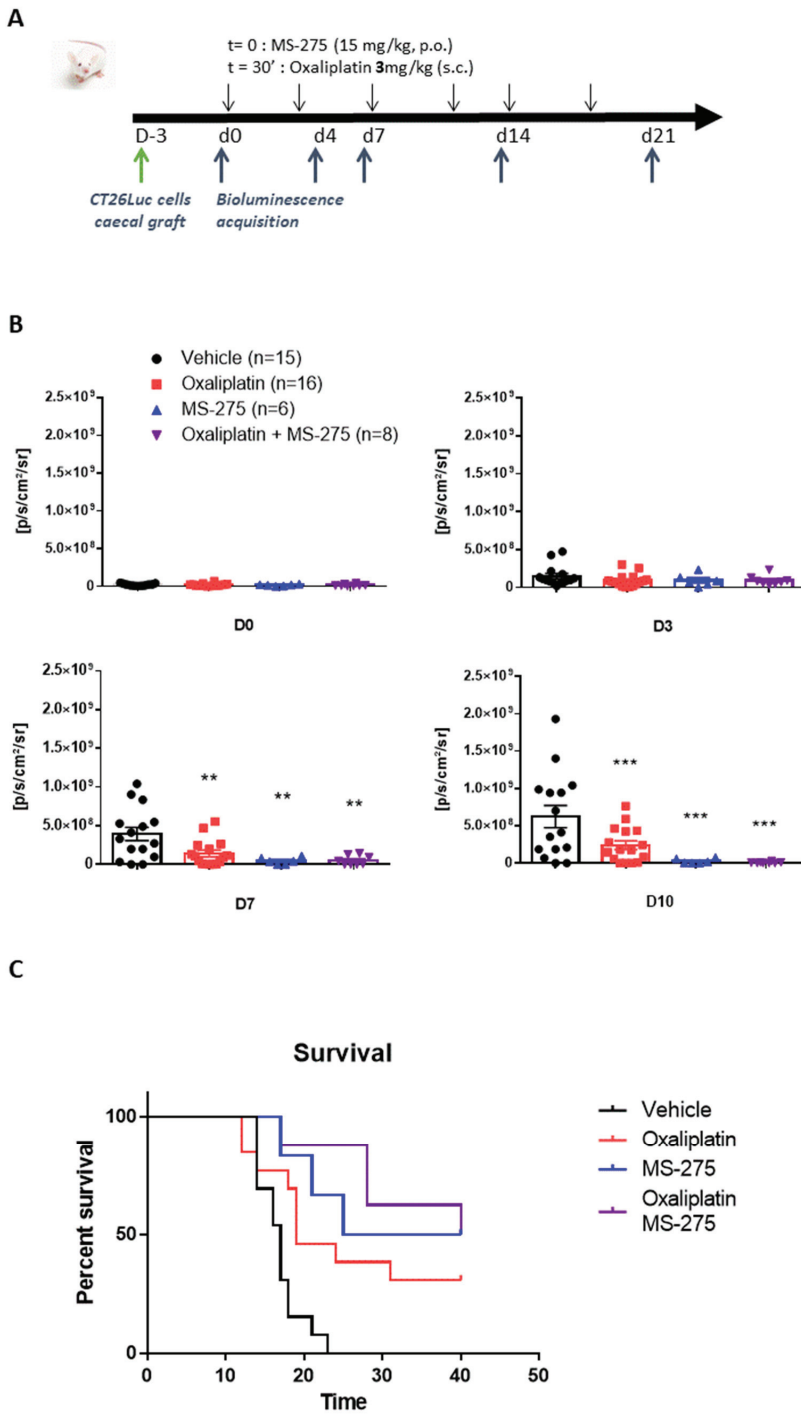 A
t= 0 : MS-275 (15 mg/kg, p.o.)
t = 30' : Oxaliplatin 3mg/kg (s.c.)
D-3 d0 d4 d7 d14 d21
CT26Luc cells
caecal graft
Bioluminescence
acquisition
B
Vehicle (n=15)
Oxaliplatin (n=16)
MS-275 (n=6)
Oxaliplatin + MS-275 (n=8)
[p/s/cm²/sr]
2.5×10⁹
2.0×10⁹
1.5×10⁹
1.0×10⁹
5.0×10⁸
0
D0
[p/s/cm²/sr]
2.5×10⁹
2.0×10⁹
1.5×10⁹
1.0×10⁹
5.0×10⁸
0
D3
[p/s/cm²/sr]
2.5×10⁹
2.0×10⁹
1.5×10⁹
1.0×10⁹
5.0×10⁸
0
** ** **
D7
[p/s/cm²/sr]
2.5×10⁹
2.0×10⁹
1.5×10⁹
1.0×10⁹
5.0×10⁸
0
*** *** ***
D10
C
Survival
Percent survival
100
50
0
0 10 20 30 40 50
Time
Vehicle
Oxaliplatin
MS-275
Oxaliplatin
MS-275